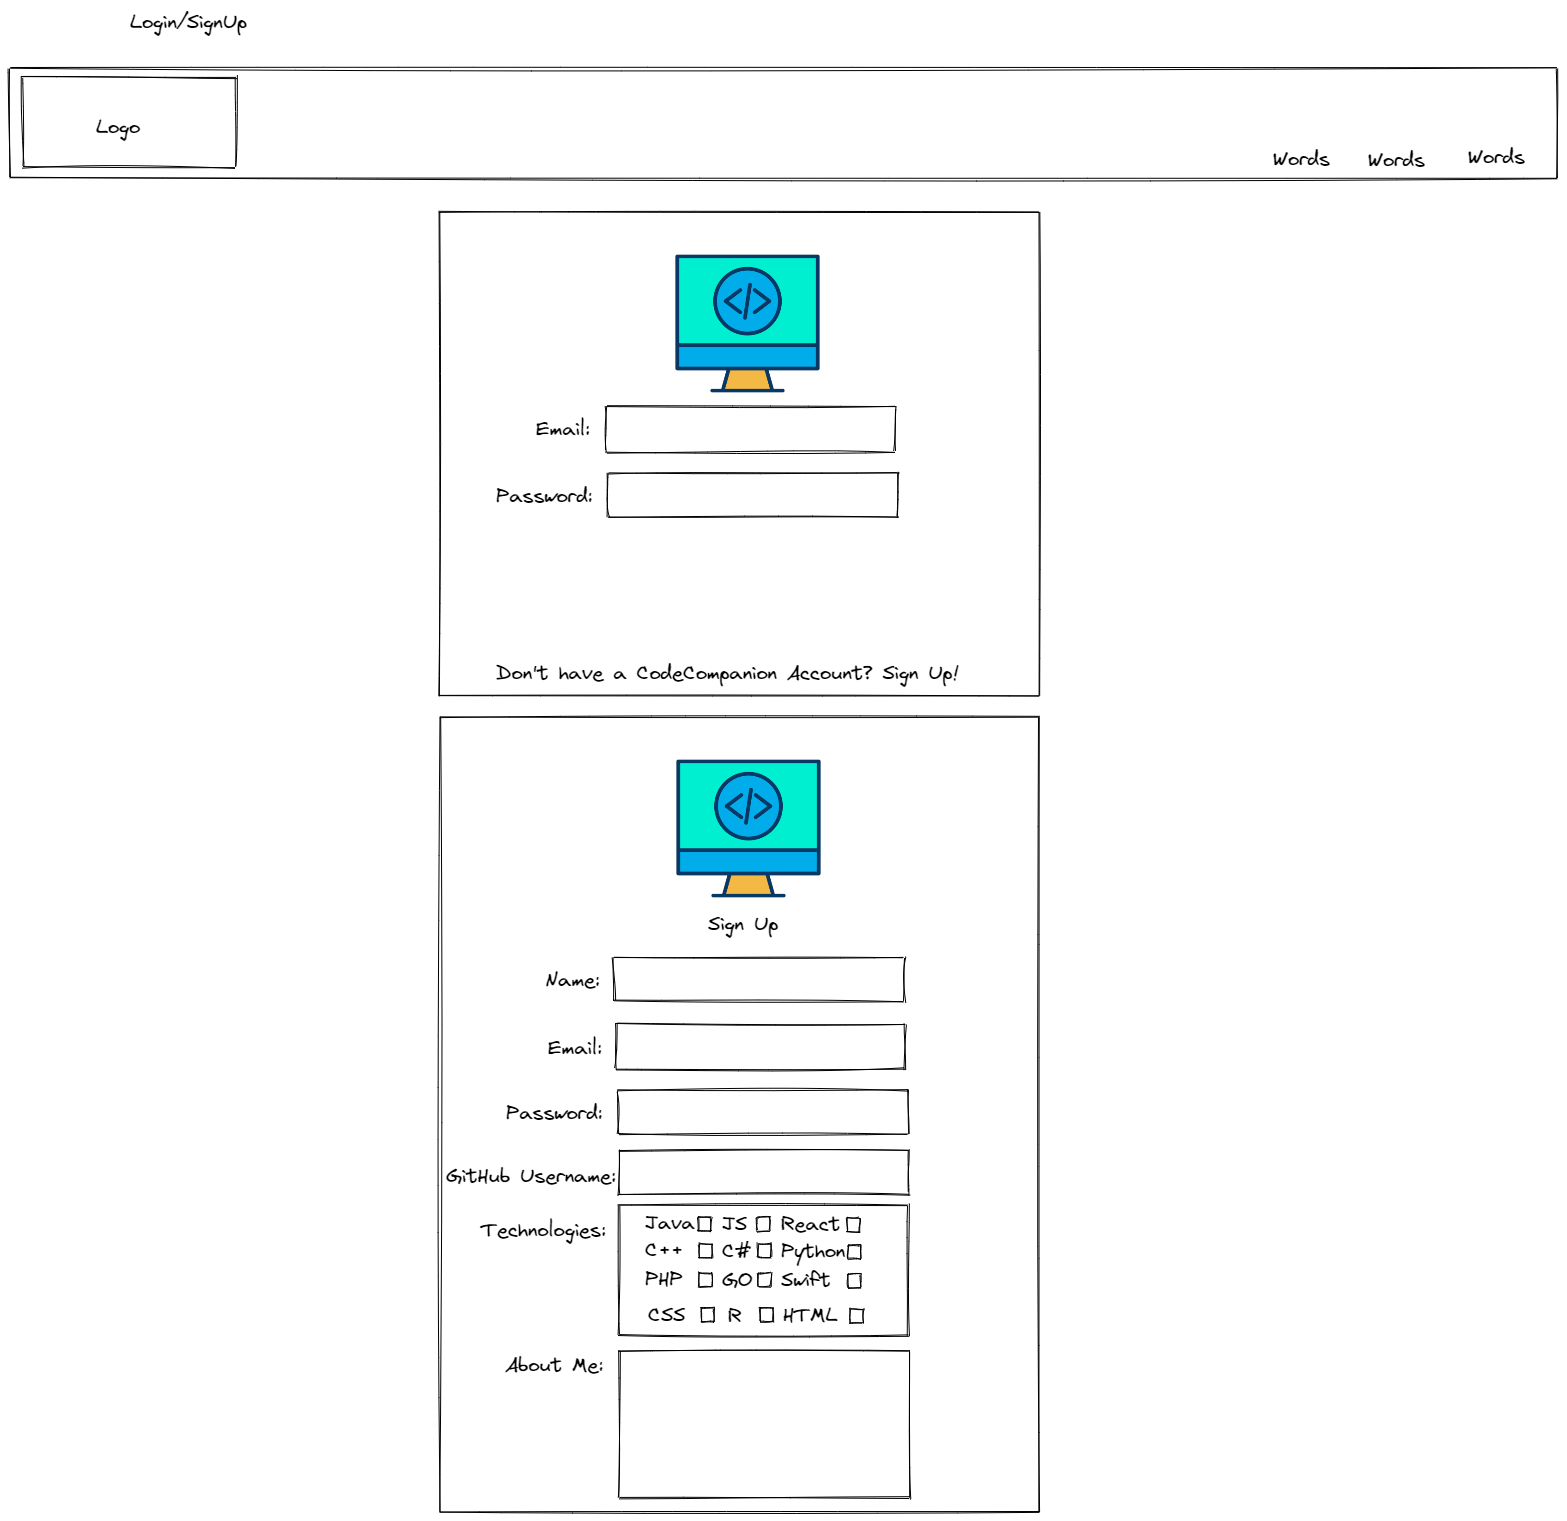 Login/SignUp
Logo
Words Words Words
</>
Email:
Password:
Don't have a CodeCompanion Account? Sign Up!
</>
Sign Up
Name:
Email:
Password:
GitHub Username:
Technologies:
Java JS React
C++ C# Python
PHP GO Swift
CSS R HTML
About Me: